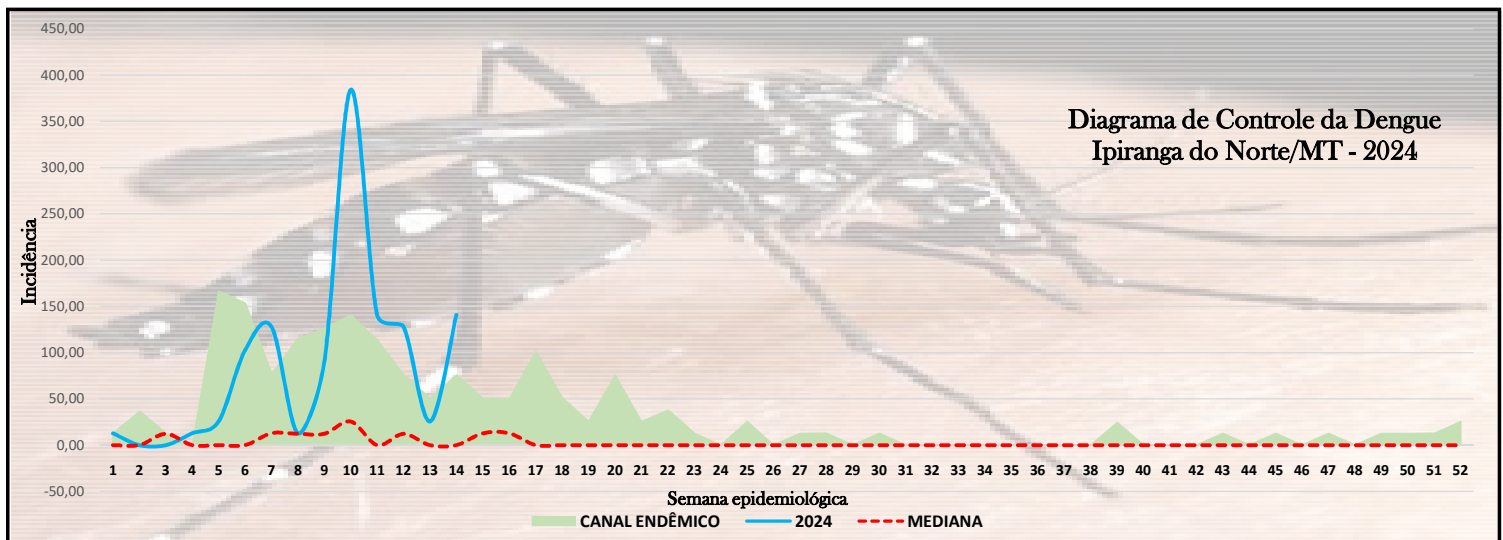 Diagrama de Controle da Dengue
Ipiranga do Norte/MT - 2024
Incidência
450,00
400,00
350,00
300,00
250,00
200,00
150,00
100,00
50,00
0,00
-50,00
1 2 3 4 5 6 7 8 9 10 11 12 13 14 15 16 17 18 19 20 21 22 23 24 25 26 27 28 29 30 31 32 33 34 35 36 37 38 39 40 41 42 43 44 45 46 47 48 49 50 51 52
Semana epidemiológica
CANAL ENDÊMICO 2024 MEDIANA